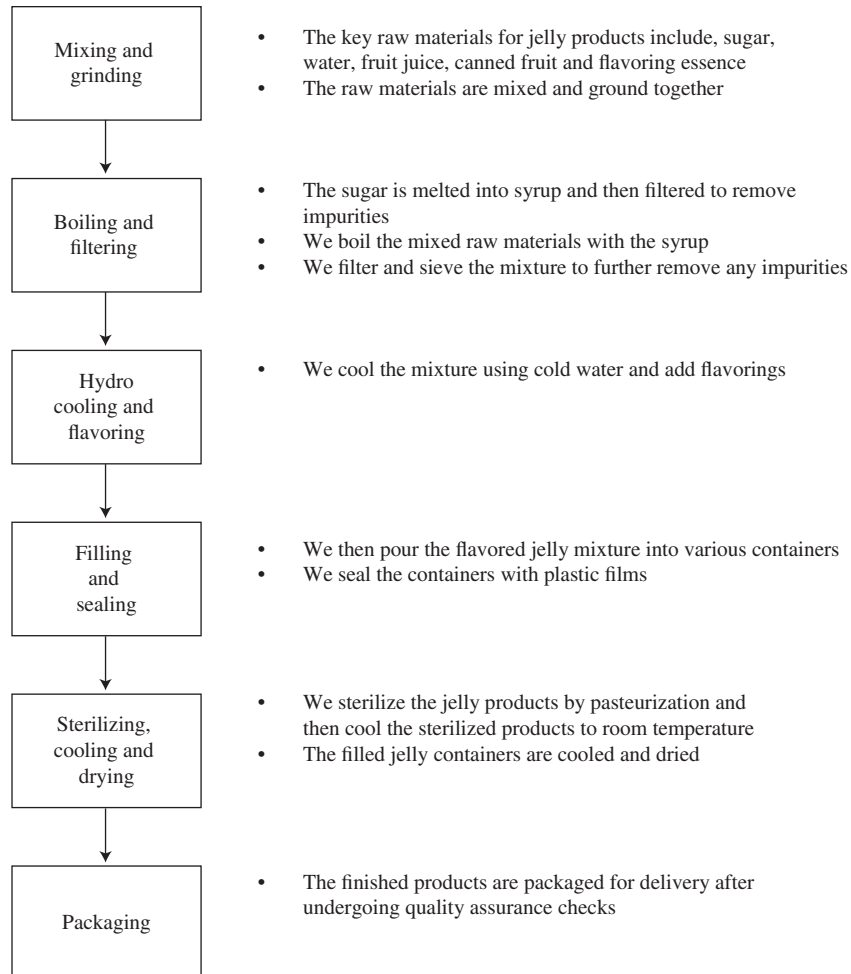 Mixing and
grinding
• The key raw materials for jelly products include, sugar,
water, fruit juice, canned fruit and flavoring essence
• The raw materials are mixed and ground together
Boiling and
filtering
• The sugar is melted into syrup and then filtered to remove
impurities
• We boil the mixed raw materials with the syrup
• We filter and sieve the mixture to further remove any impurities
Hydro
cooling and
flavoring
• We cool the mixture using cold water and add flavorings
Filling
and
sealing
• We then pour the flavored jelly mixture into various containers
• We seal the containers with plastic films
Sterilizing,
cooling and
drying
• We sterilize the jelly products by pasteurization and
then cool the sterilized products to room temperature
• The filled jelly containers are cooled and dried
Packaging
• The finished products are packaged for delivery after
undergoing quality assurance checks